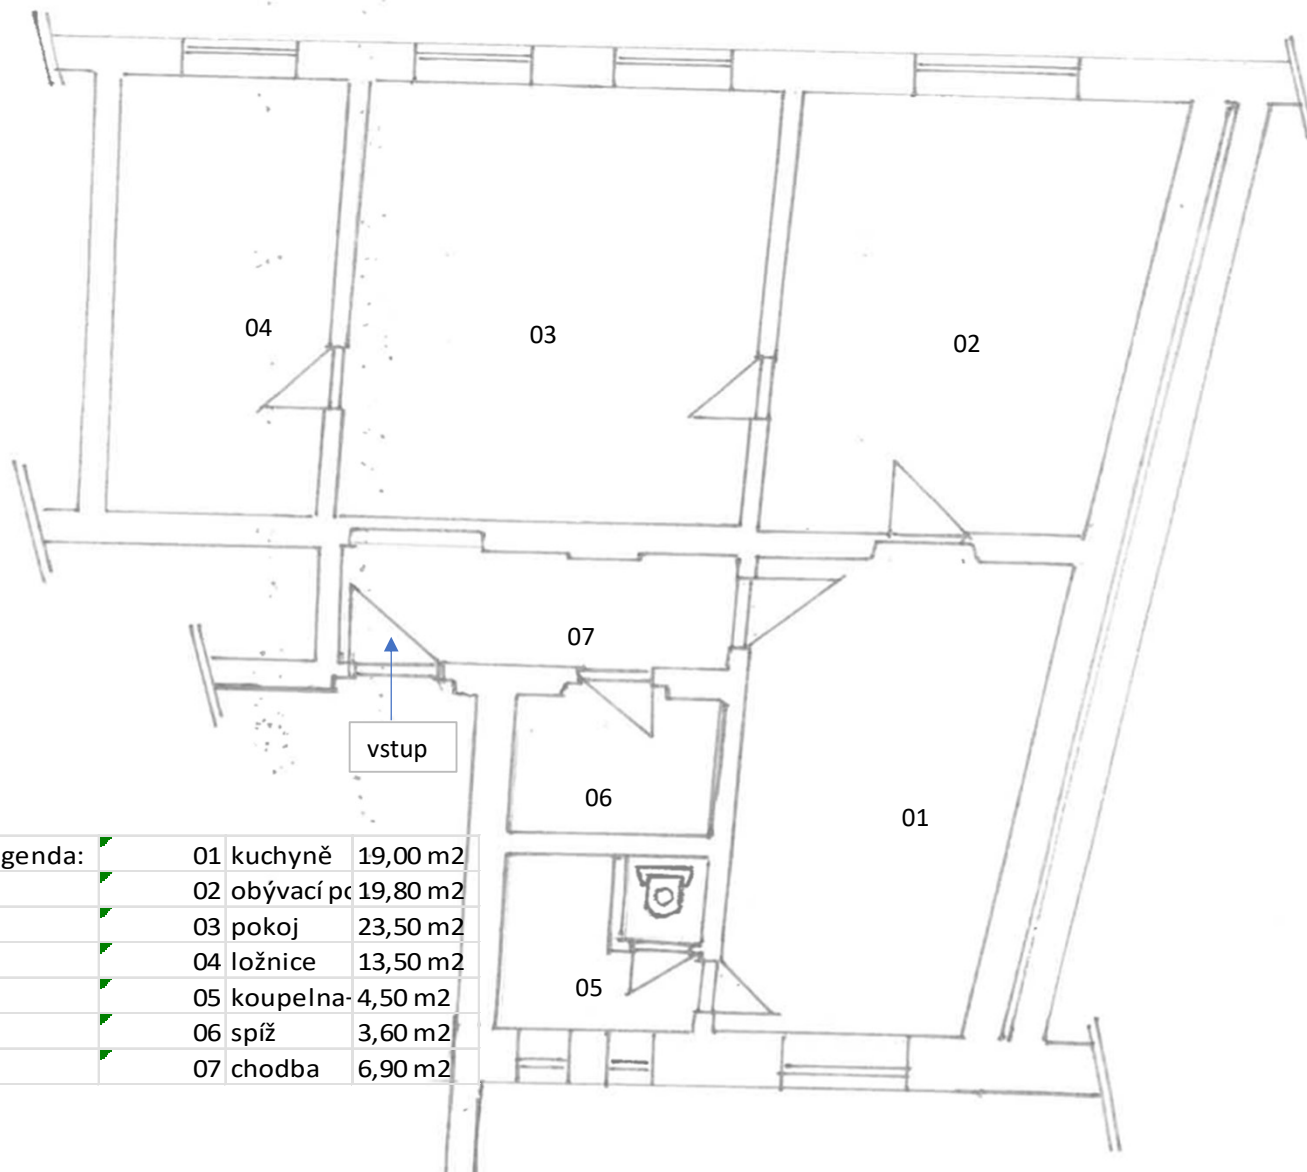 04
03
02
07
vstup
06
01
05
genda: 01 kuchyně 19,00 m2
02 obývací po 19,80 m2
03 pokoj 23,50 m2
04 ložnice 13,50 m2
05 koupelna- 4,50 m2
06 spíž 3,60 m2
07 chodba 6,90 m2